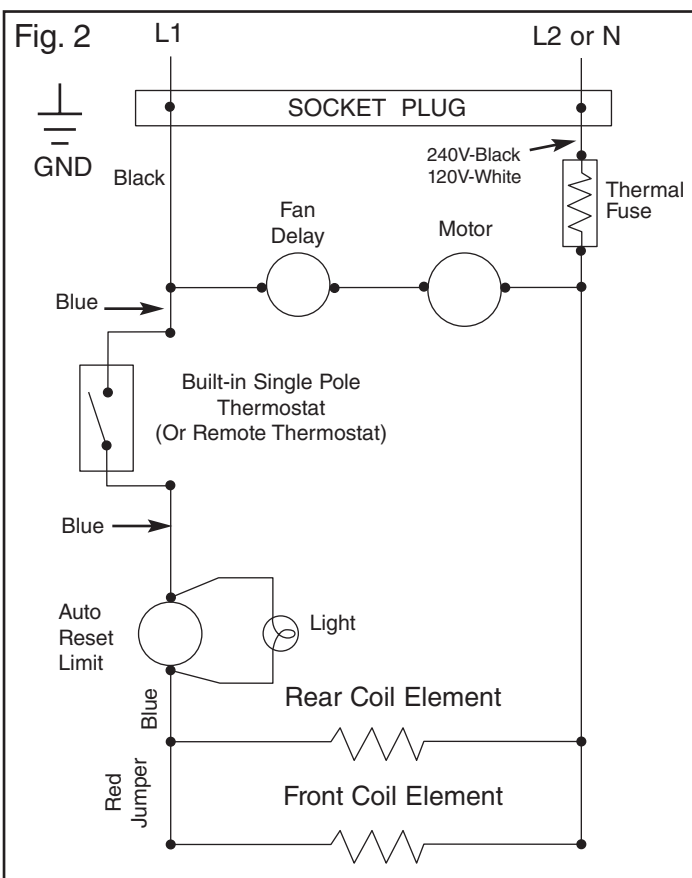 Fig. 2
L1
L2 or N
SOCKET PLUG
GND
Black
240V-Black
120V-White
Thermal
Fuse
Fan
Delay
Motor
Blue
Built-in Single Pole
Thermostat
(Or Remote Thermostat)
Blue
Auto
Reset
Limit
Light
Blue
Rear Coil Element
Red
Jumper
Front Coil Element